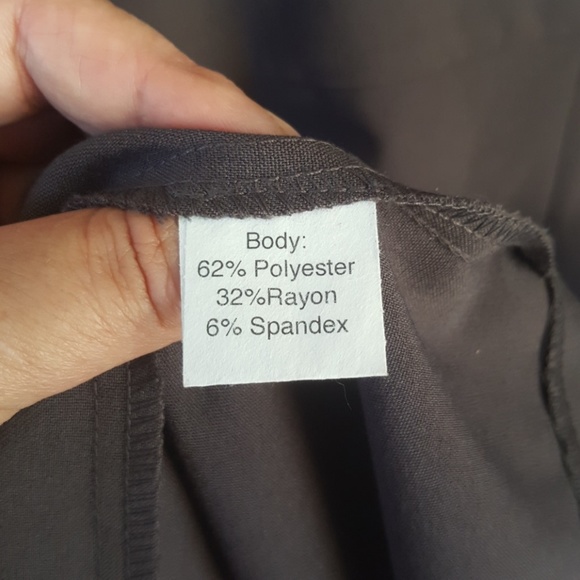 Body:
62% Polyester
32%Rayon
6% Spandex